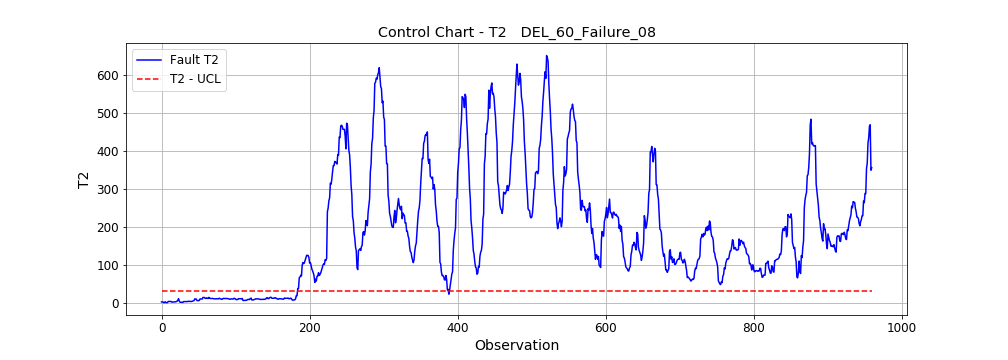 Control Chart - T2 DEL_60_Failure_08
Fault T2
T2 - UCL
600
500
400
300
200
100
0
T2
0 200 400 600 800 1000
Observation